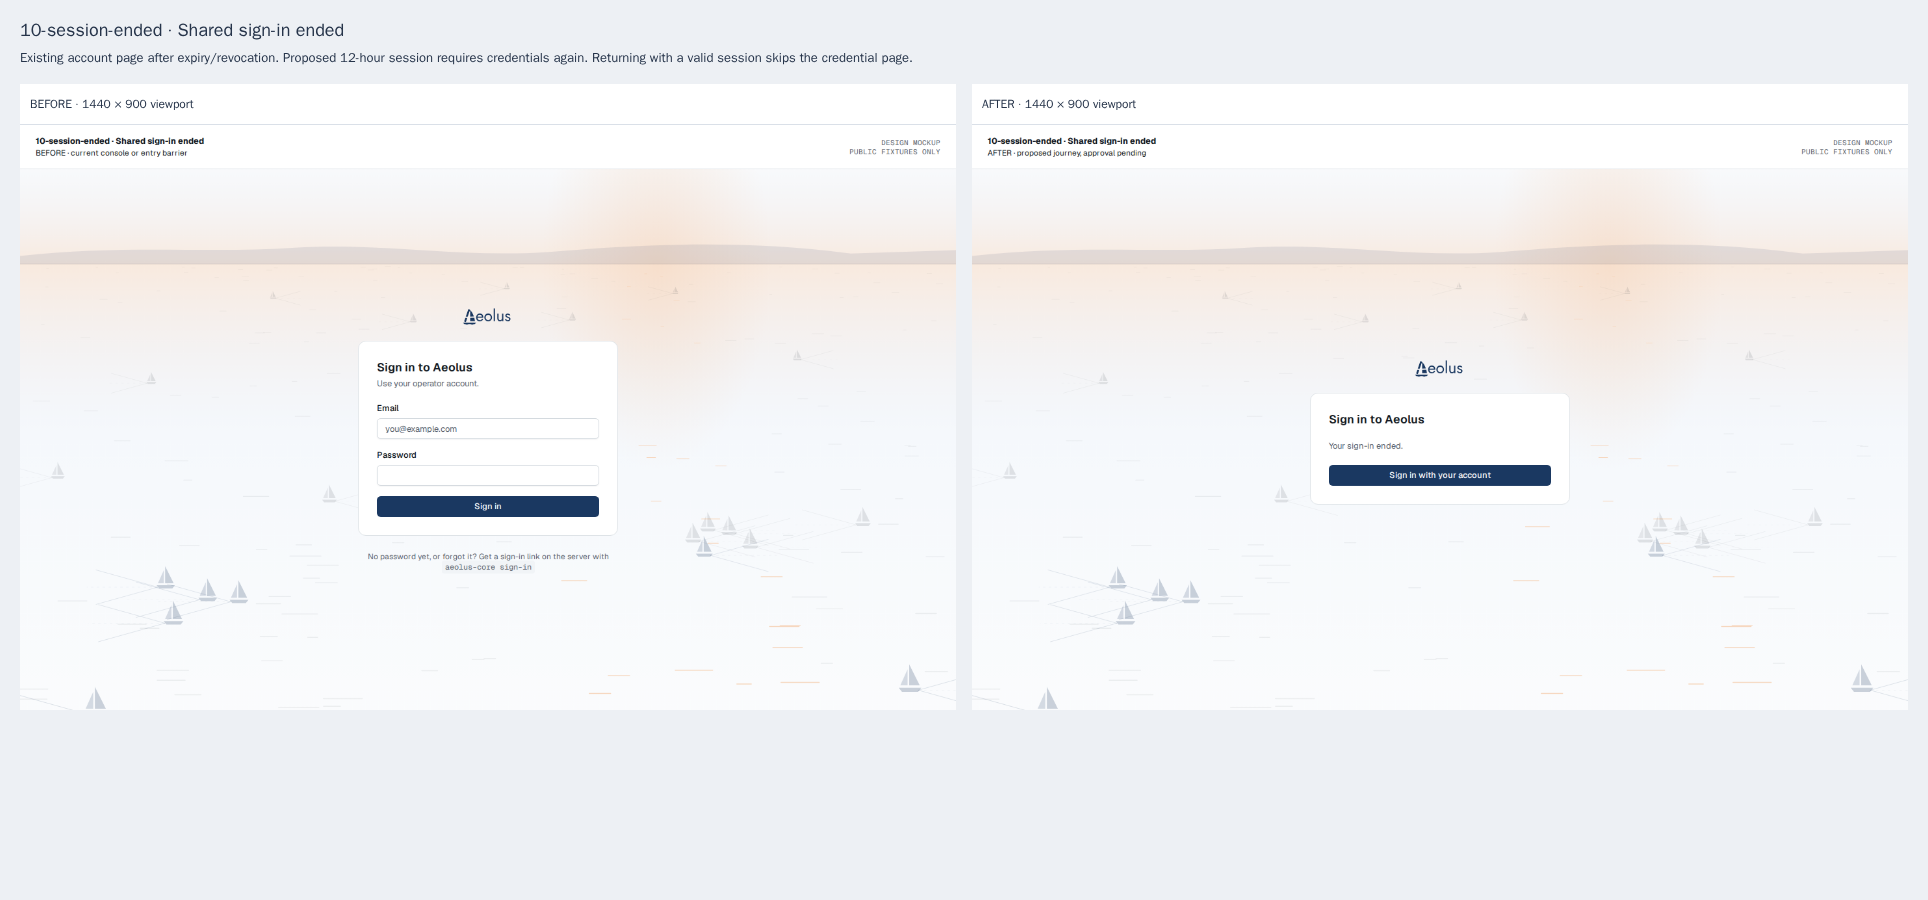 10-session-ended · Shared sign-in ended
Existing account page after expiry/revocation. Proposed 12-hour session requires credentials again. Returning with a valid session skips the credential page.
BEFORE · 1440 × 900 viewport
10-session-ended · Shared sign-in ended
BEFORE · current console or entry barrier
DESIGN MOCKUP
PUBLIC FIXTURES ONLY
Aeolus
Sign in to Aeolus
Use your operator account.
Email
you@example.com
Password
Sign in
No password yet, or forgot it? Get a sign-in link on the server with
aeolus-core sign-in
AFTER · 1440 × 900 viewport
10-session-ended · Shared sign-in ended
AFTER · proposed journey, approval pending
DESIGN MOCKUP
PUBLIC FIXTURES ONLY
Aeolus
Sign in to Aeolus
Your sign-in ended.
Sign in with your account